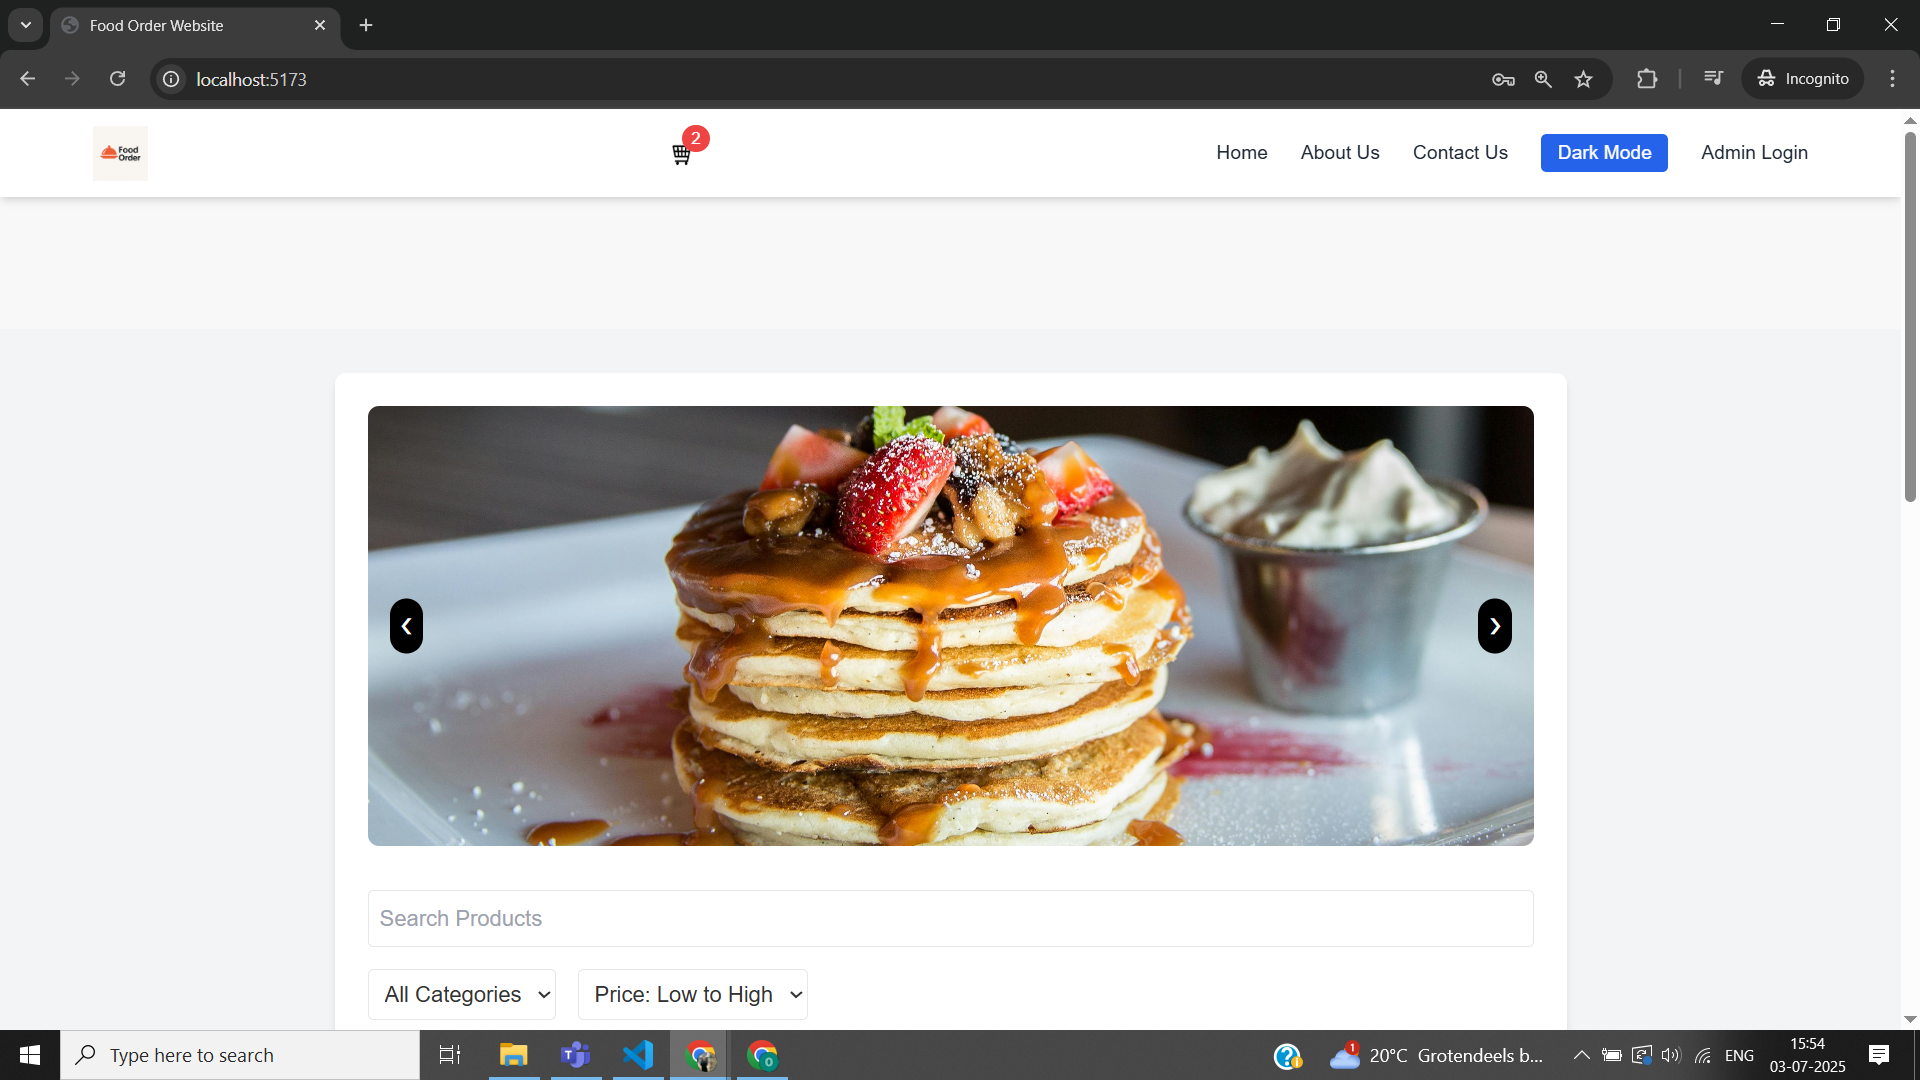 Food Order Website
localhost:5173
Incognito
Food
Order
2
Home
About Us
Contact Us
Dark Mode
Admin Login
❮
❯
Search Products
All Categories
Price: Low to High
Type here to search
1
20°C Grotendeels b...
ENG
15:54
03-07-2025